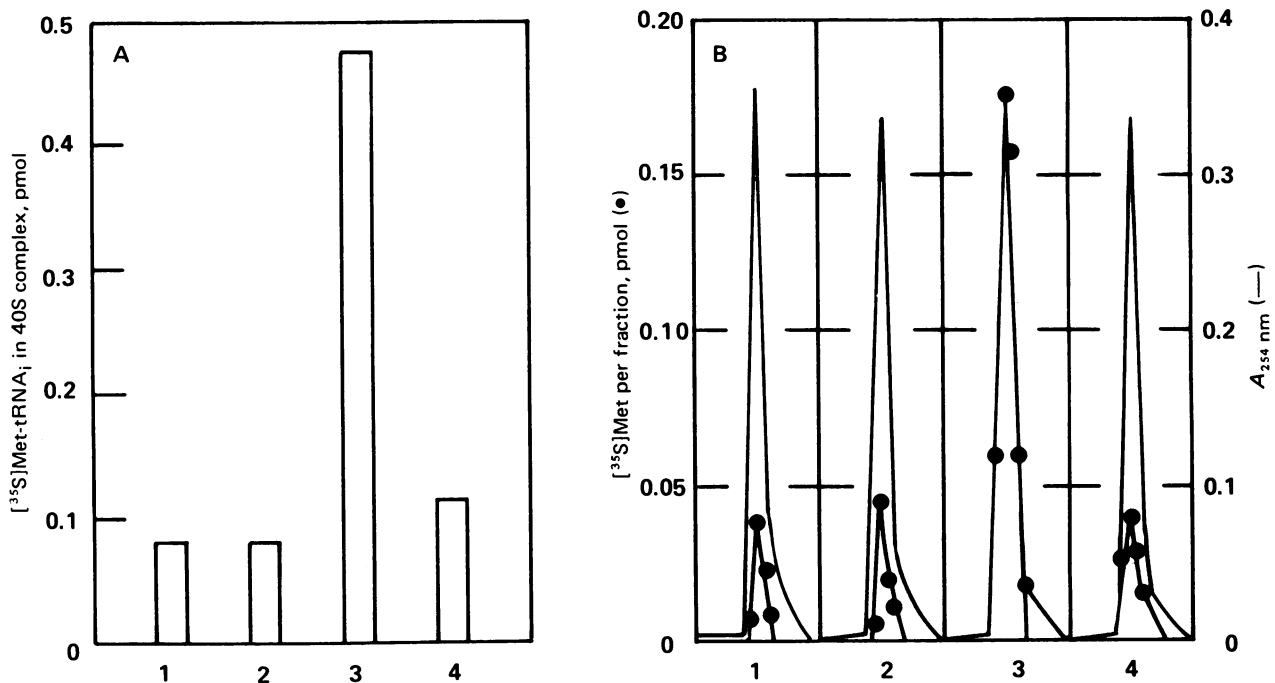 A
[³⁵S]Met-tRNAᵢ in 40S complex, pmol
0.5
0.4
0.3
0.2
0.1
0
1 2 3 4
B
[³⁵S]Met per fraction, pmol (●)
0.20
0.15
0.10
0.05
0
1 2 3 4
0.4
0.3
0.2
0.1
0
A₂₅₄ nm (—)